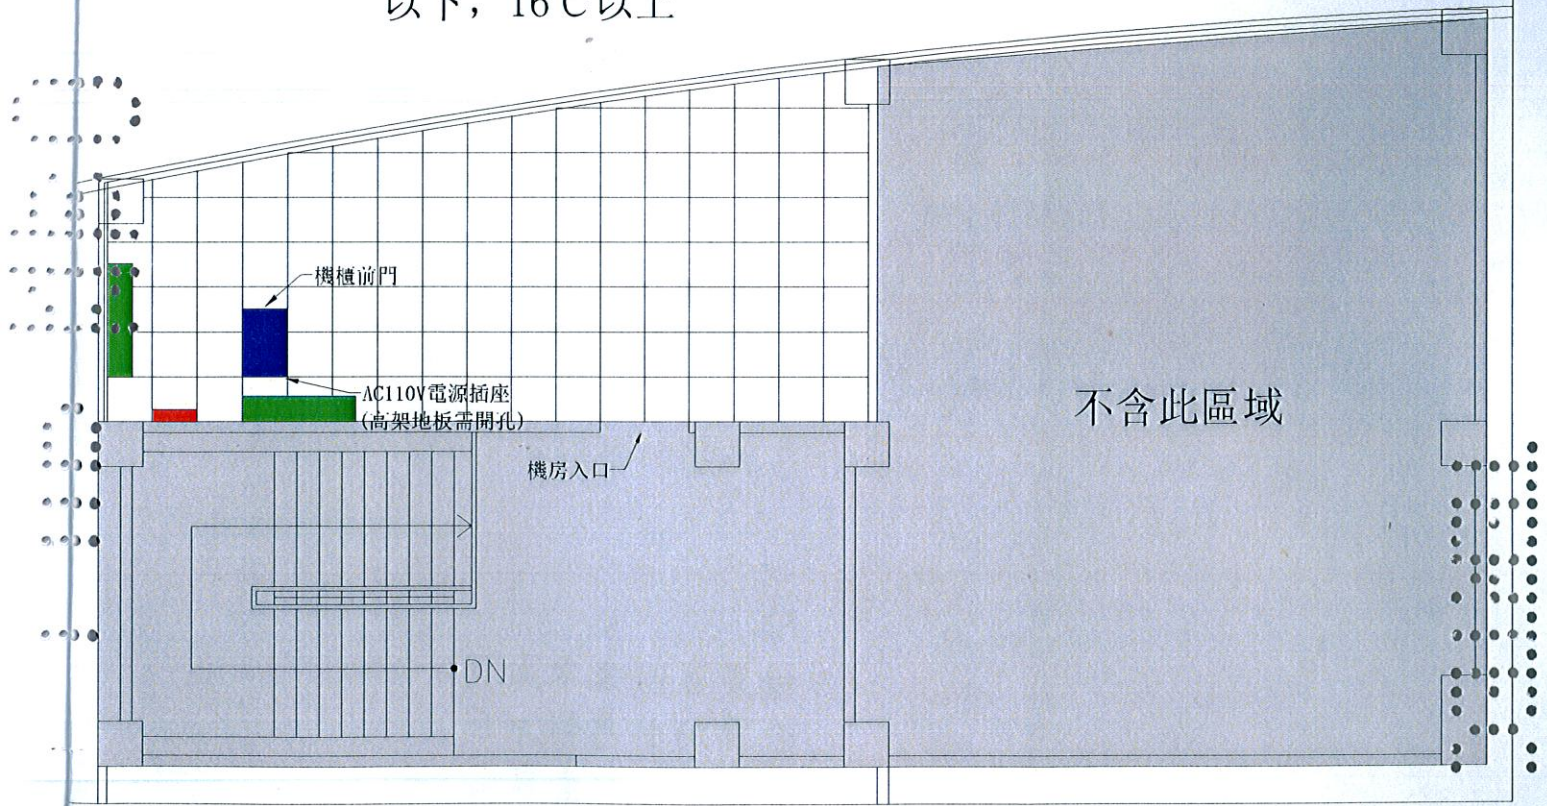 以下，16℃以上
機櫃前門
AC110V電源插座
(高架地板需開孔)
不含此區域
機房入口
DN